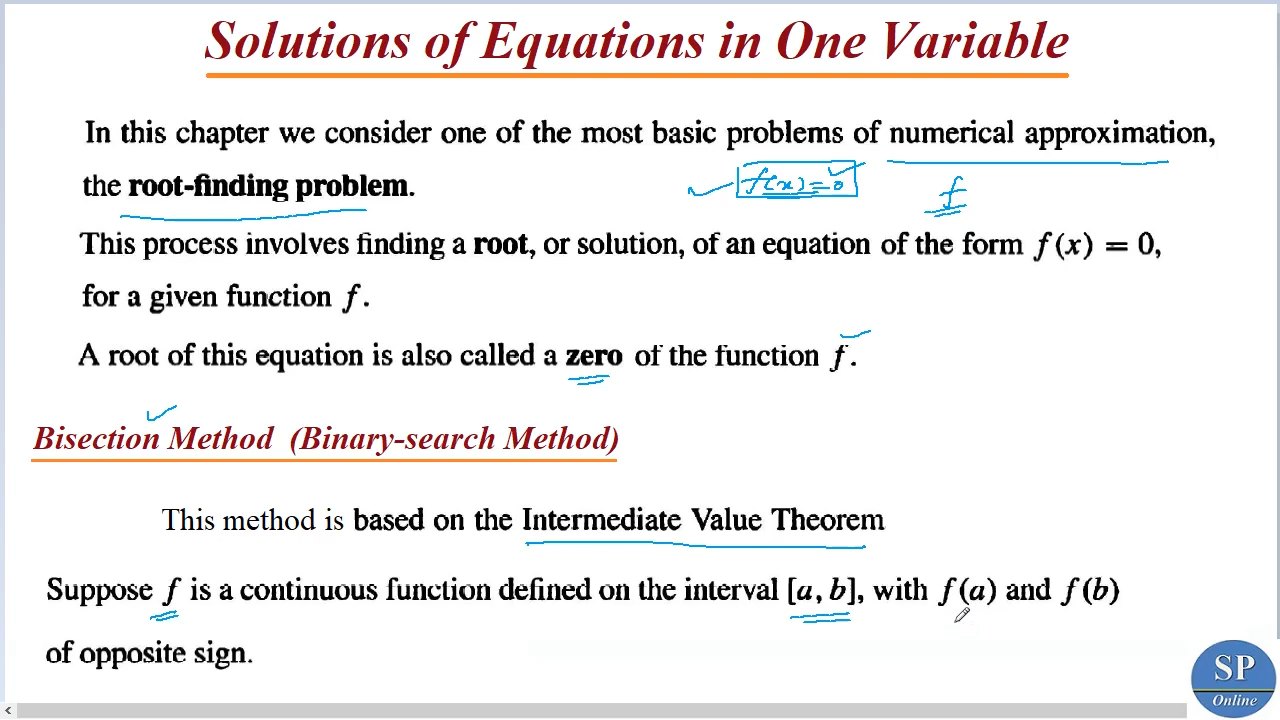 Solutions of Equations in One Variable
In this chapter we consider one of the most basic problems of numerical approximation,
the root-finding problem.
f(x)=0
f
This process involves finding a root, or solution, of an equation of the form f(x) = 0,
for a given function f.
A root of this equation is also called a zero of the function f.
Bisection Method (Binary-search Method)
This method is based on the Intermediate Value Theorem
Suppose f is a continuous function defined on the interval [a, b], with f(a) and f(b)
of opposite sign.
SP
Online